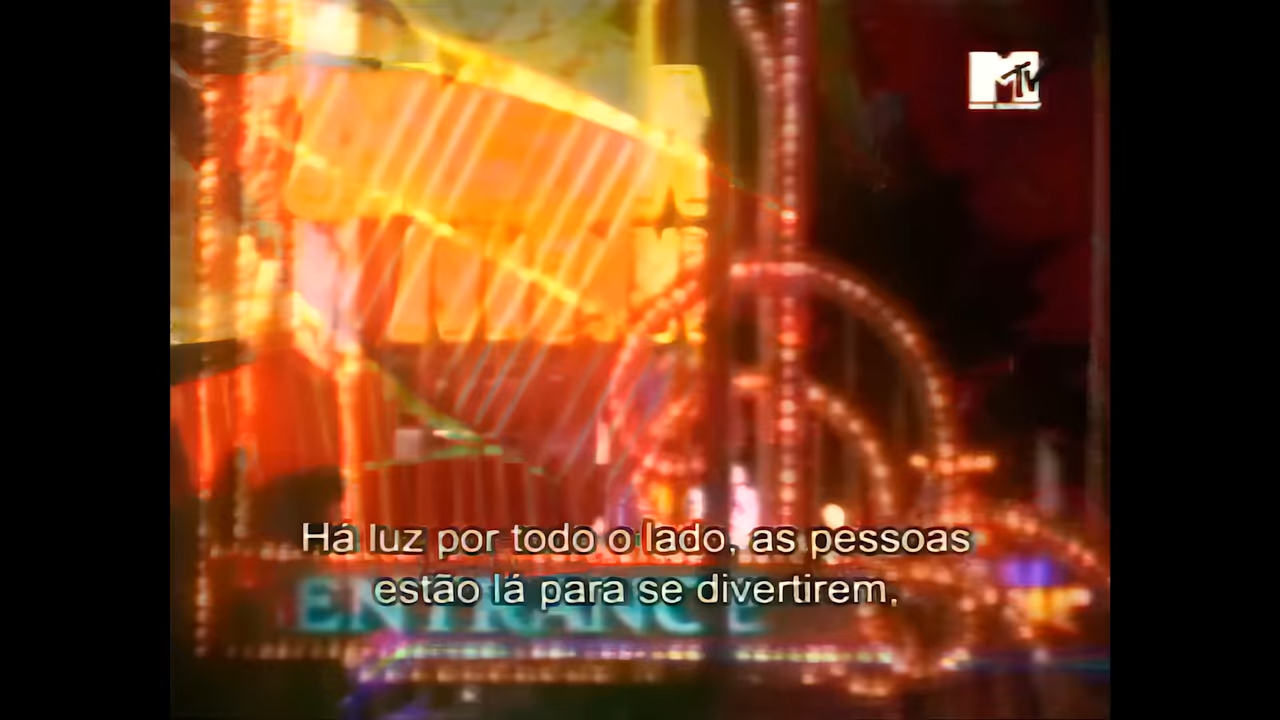 MTV
Há luz por todo o lado, as pessoas
estão lá para se divertirem,
ENTRANCE